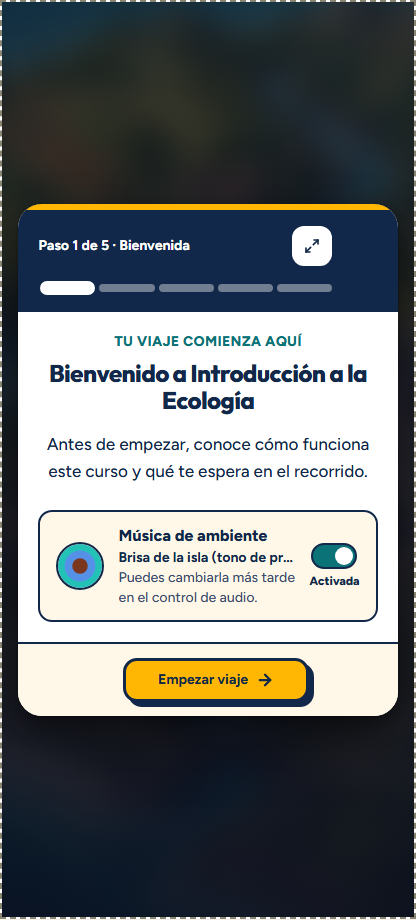 Paso 1 de 5 · Bienvenida
TU VIAJE COMIENZA AQUÍ
Bienvenido a Introducción a la
Ecología
Antes de empezar, conoce cómo funciona
este curso y qué te espera en el recorrido.
Música de ambiente
Brisa de la isla (tono de pr...
Puedes cambiarla más tarde
en el control de audio.
Activada
Empezar viaje